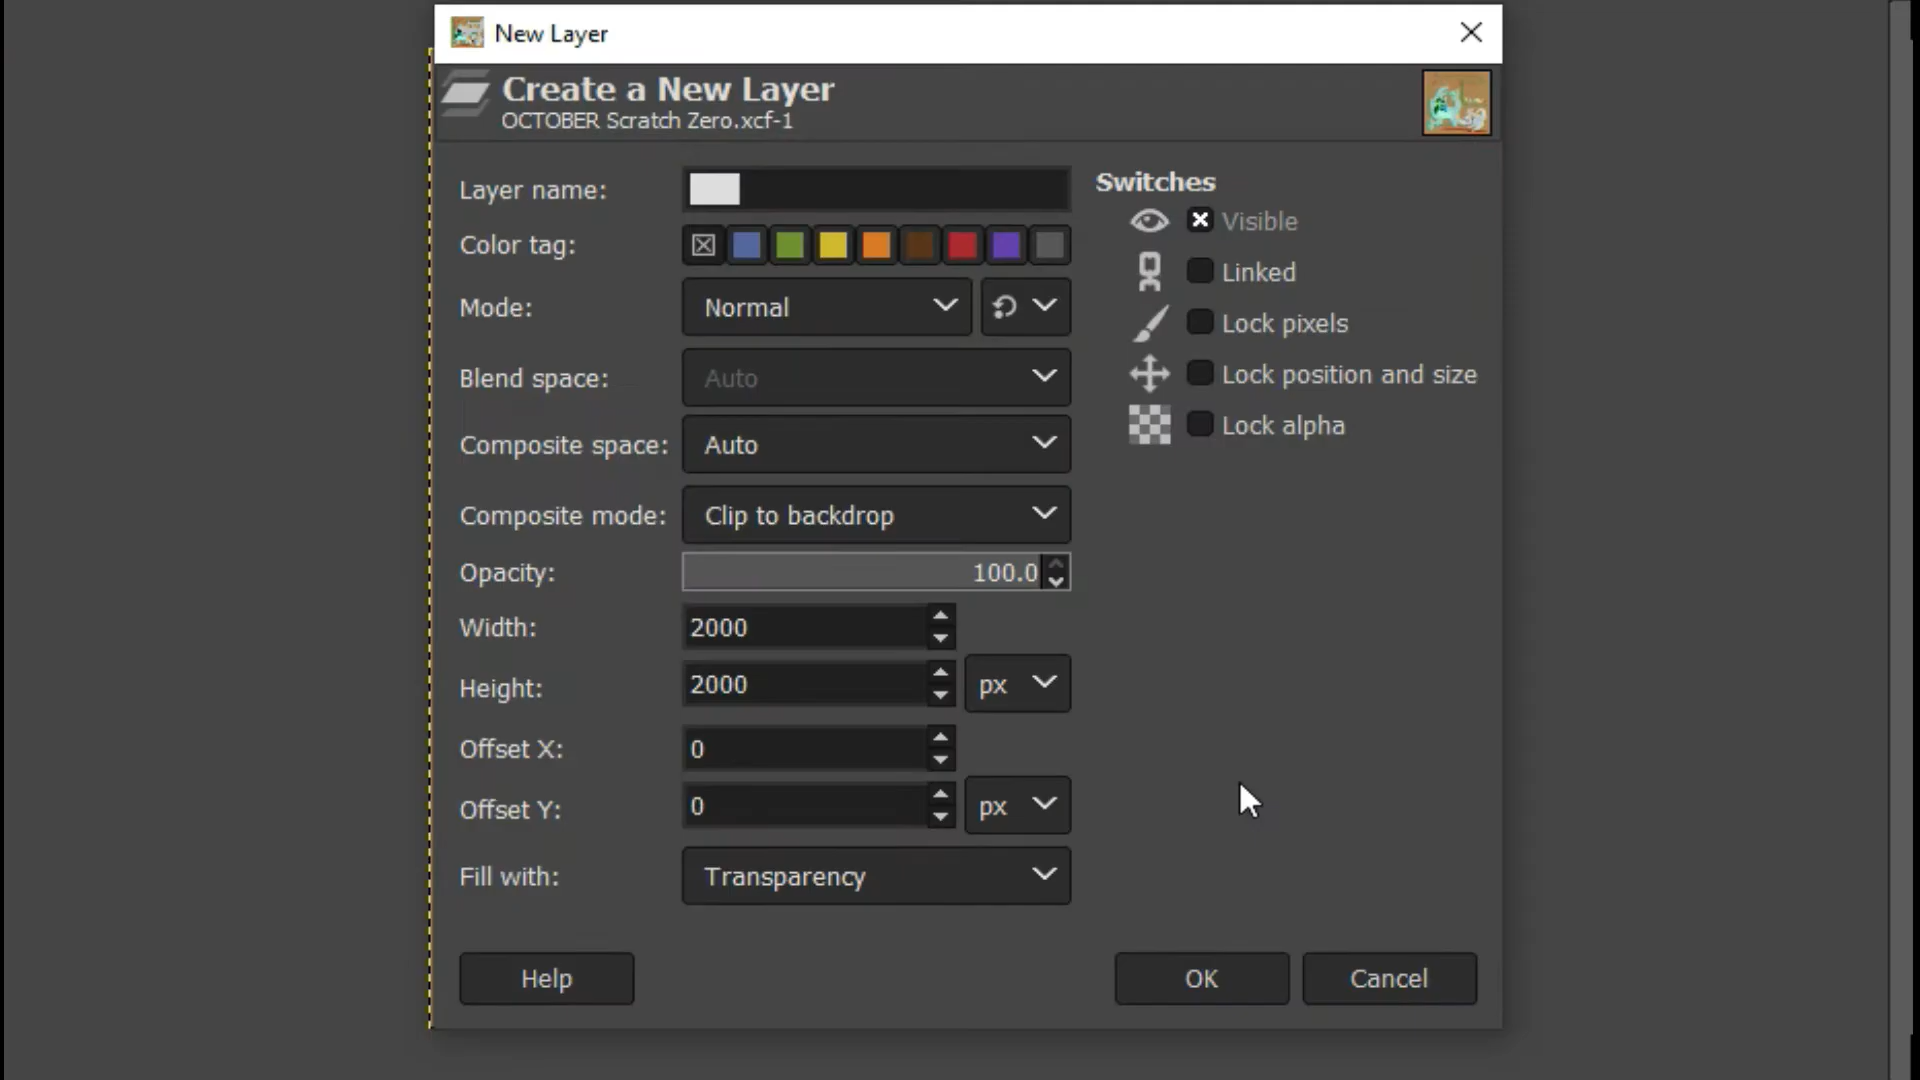 New Layer
Create a New Layer
OCTOBER Scratch Zero.xcf-1
Layer name:
Color tag:
Mode: Normal
Blend space: Auto
Composite space: Auto
Composite mode: Clip to backdrop
Opacity: 100.0
Width: 2000
Height: 2000 px
Offset X: 0
Offset Y: 0 px
Fill with: Transparency
Switches
Visible
Linked
Lock pixels
Lock position and size
Lock alpha
Help OK Cancel